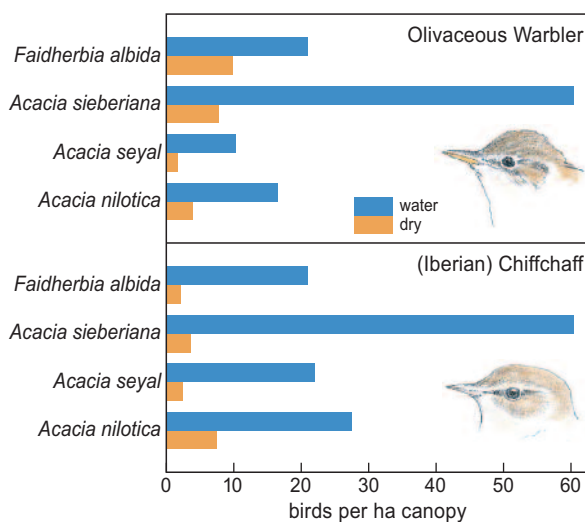 Olivaceous Warbler
Faidherbia albida
Acacia sieberiana
Acacia seyal
Acacia nilotica
water
dry
(Iberian) Chiffchaff
Faidherbia albida
Acacia sieberiana
Acacia seyal
Acacia nilotica
0 10 20 30 40 50 60
birds per ha canopy